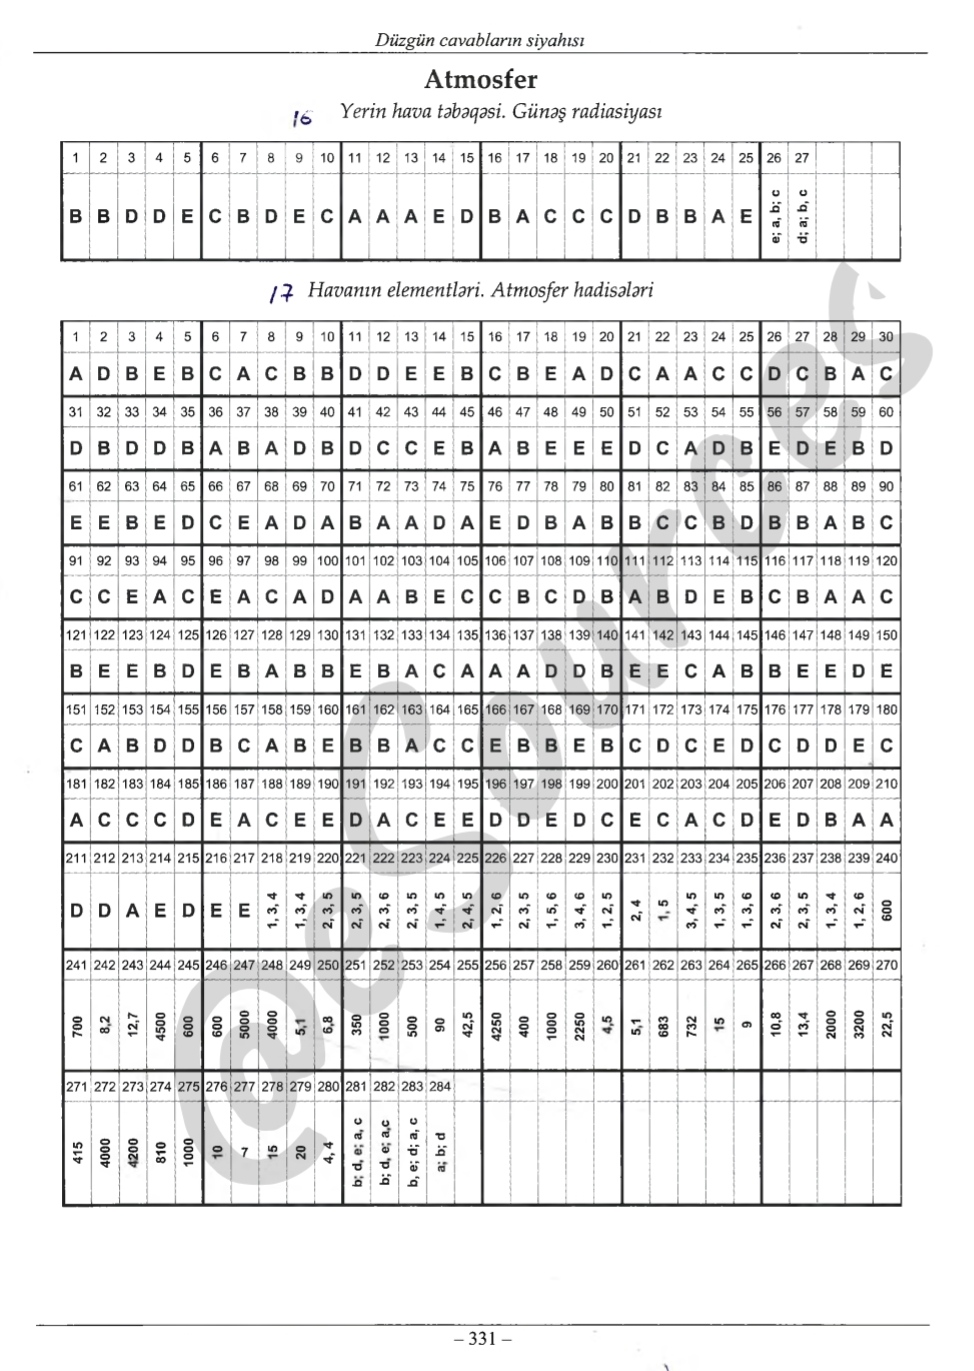 Düzgün cavabların siyahısı
Atmosfer
16 Yerin hava təbəqəsi. Günəş radiasiyası
1 2 3 4 5 6 7 8 9 10 11 12 13 14 15 16 17 18 19 20 21 22 23 24 25 26 27
B B D D E C B D E C A A A E D B A C C C D B B A E e; a, b; c d; a; b, c
17 Havanın elementləri. Atmosfer hadisələri
1 2 3 4 5 6 7 8 9 10 11 12 13 14 15 16 17 18 19 20 21 22 23 24 25 26 27 28 29 30
A D B E B C A C B B D D E E B C B E A D C A A C C D C B A C
31 32 33 34 35 36 37 38 39 40 41 42 43 44 45 46 47 48 49 50 51 52 53 54 55 56 57 58 59 60
D B D D B A B A D B D C C E B A B E E E D C A D B E D E B D
61 62 63 64 65 66 67 68 69 70 71 72 73 74 75 76 77 78 79 80 81 82 83 84 85 86 87 88 89 90
E E B E D C E A D A B A A D A E D B A B B C C B D B B A B C
91 92 93 94 95 96 97 98 99 100 101 102 103 104 105 106 107 108 109 110 111 112 113 114 115 116 117 118 119 120
C C E A C E A C A D A A B E C C B C D B A B D E B C B A A C
121 122 123 124 125 126 127 128 129 130 131 132 133 134 135 136 137 138 139 140 141 142 143 144 145 146 147 148 149 150
B E E B D E B A B B E B A C A A A D D B E E C A B B E E D E
151 152 153 154 155 156 157 158 159 160 161 162 163 164 165 166 167 168 169 170 171 172 173 174 175 176 177 178 179 180
C A B D D B C A B E B B A C C E B B E B C D C E D C D D E C
181 182 183 184 185 186 187 188 189 190 191 192 193 194 195 196 197 198 199 200 201 202 203 204 205 206 207 208 209 210
A C C C D E A C E E D A C E E D D E D C E C A C D E D B A A
211 212 213 214 215 216 217 218 219 220 221 222 223 224 225 226 227 228 229 230 231 232 233 234 235 236 237 238 239 240
D D A E D E E 1, 3, 4 1, 3, 4 2, 3, 5 2, 3, 5 2, 3, 6 2, 3, 5 1, 4, 5 2, 4, 5 1, 2, 6 2, 3, 5 1, 5, 6 3, 4, 6 1, 2, 5 2, 4 1, 5 3, 4, 5 1, 3, 5 1, 3, 6 2, 3, 6 2, 3, 5 1, 3, 4 1, 2, 6 600
241 242 243 244 245 246 247 248 249 250 251 252 253 254 255 256 257 258 259 260 261 262 263 264 265 266 267 268 269 270
700 8,2 12,7 4500 600 600 5000 4000 5,1 6,8 350 1000 500 90 42,5 4250 400 1000 2250 4,5 5,1 683 732 15 9 10,8 13,4 2000 3200 22,5
271 272 273 274 275 276 277 278 279 280 281 282 283 284
415 4000 4200 810 1000 10 7 15 20 4, 4 b; d, e; a, c b; d, e; a,c b, e; d; a, c a; b; d
@eSources
– 331 –